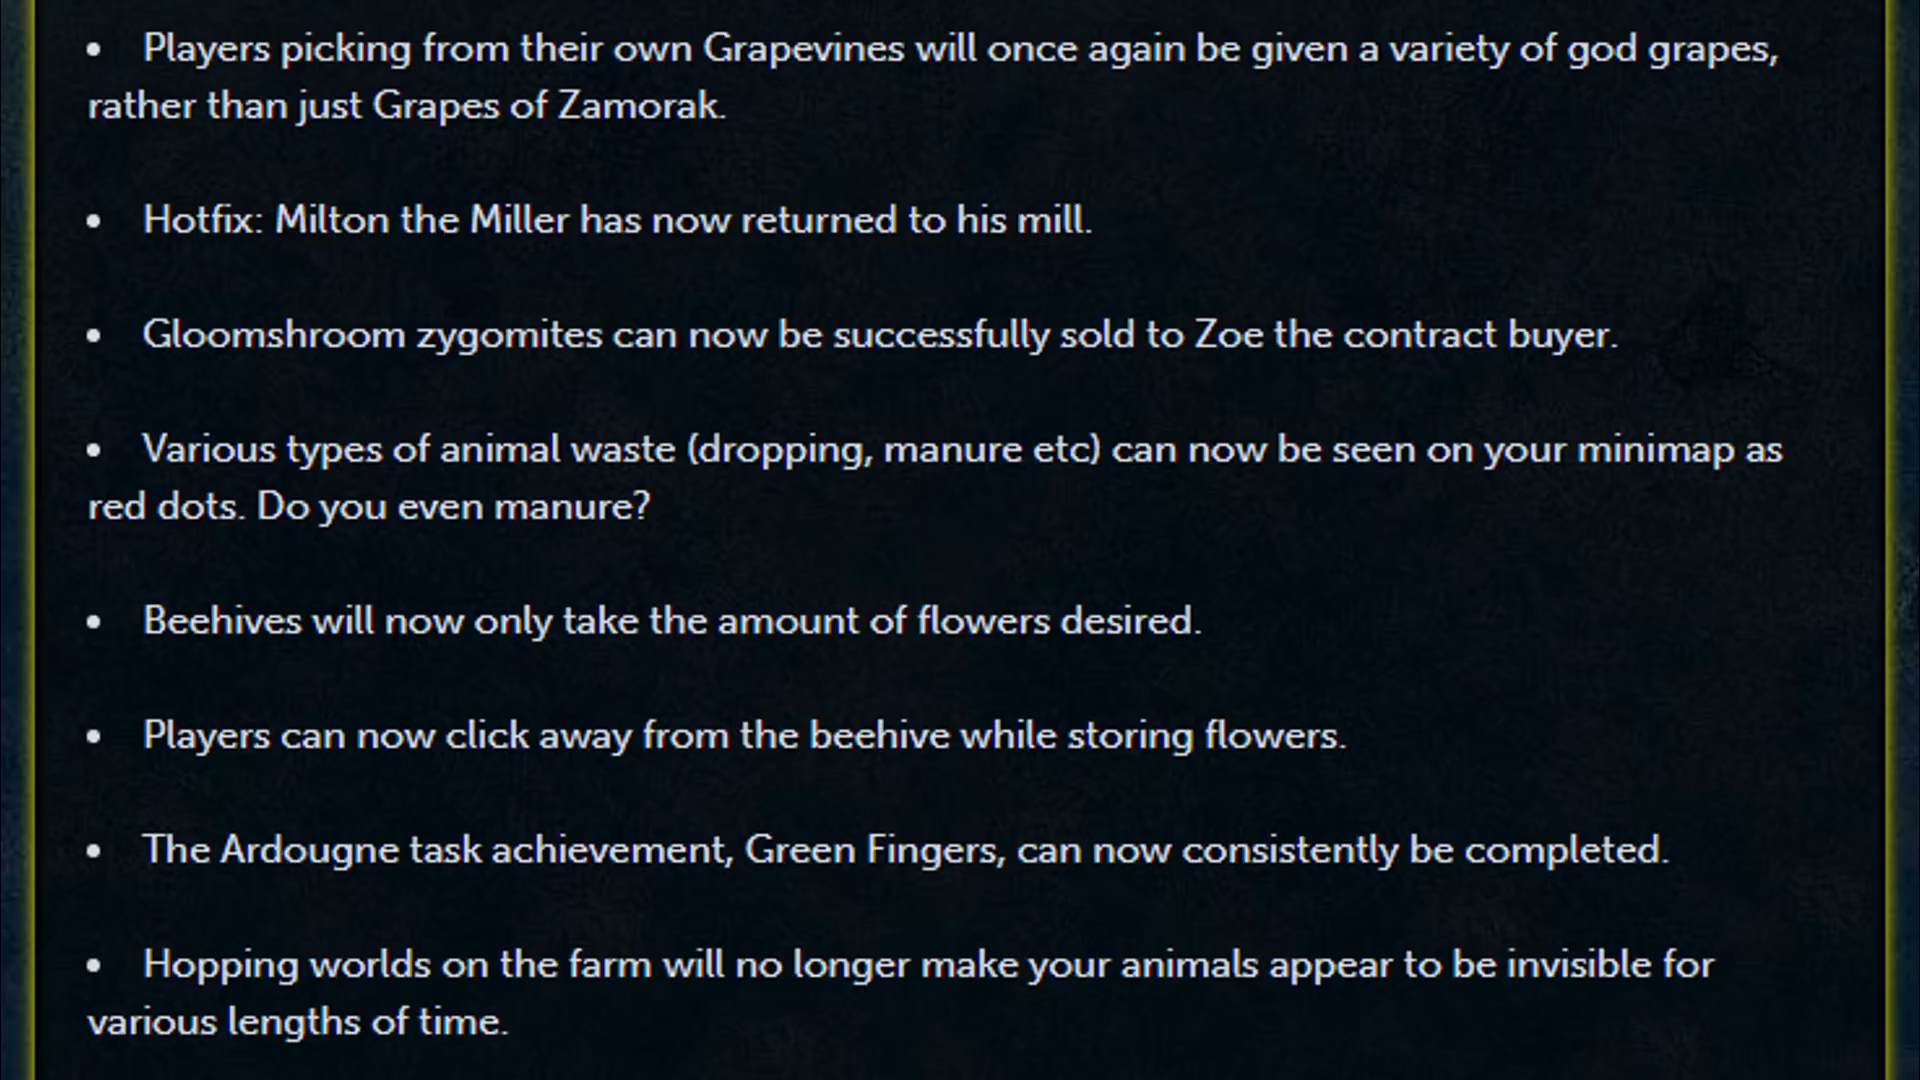 • Players picking from their own Grapevines will once again be given a variety of god grapes,
rather than just Grapes of Zamorak.
• Hotfix: Milton the Miller has now returned to his mill.
• Gloomshroom zygomites can now be successfully sold to Zoe the contract buyer.
• Various types of animal waste (dropping, manure etc) can now be seen on your minimap as
red dots. Do you even manure?
• Beehives will now only take the amount of flowers desired.
• Players can now click away from the beehive while storing flowers.
• The Ardougne task achievement, Green Fingers, can now consistently be completed.
• Hopping worlds on the farm will no longer make your animals appear to be invisible for
various lengths of time.